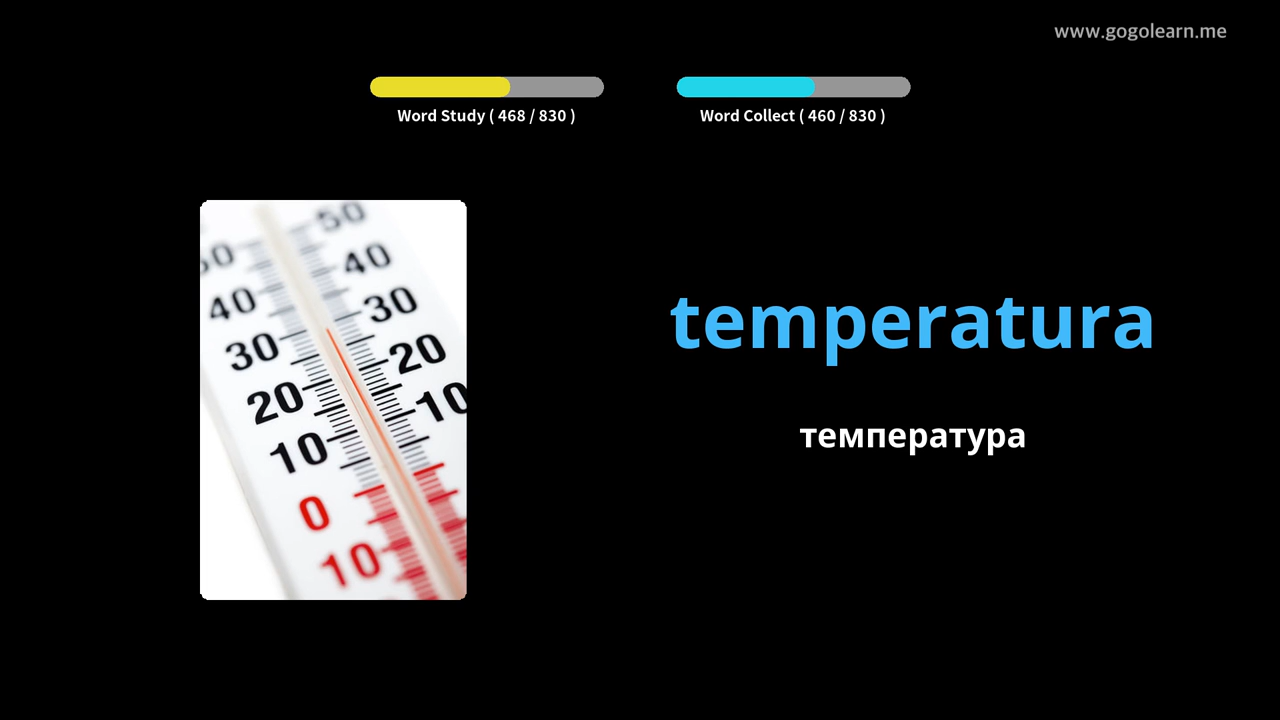 www.gogolearn.me
Word Study ( 468 / 830 )
Word Collect ( 460 / 830 )
50
40
40
30
30
20
20
10
10
0
10
temperatura
температура